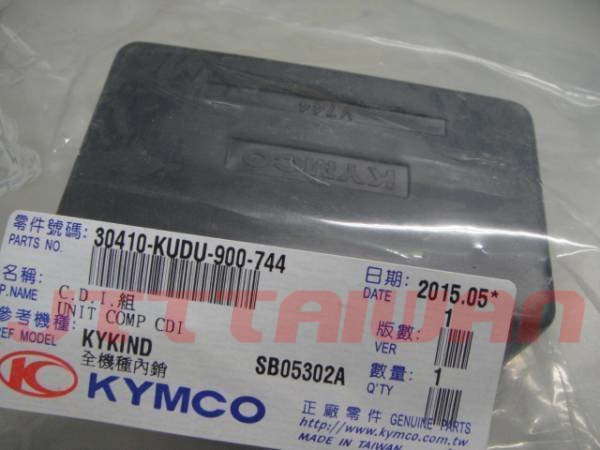 V744
KYMCO
零件號碼: 30410-KUDU-900-744
PARTS NO.
日期: 2015.05*
DATE
名稱: C.D.I.組
P.NAME UNIT COMP CDI
版數: 1
VER
參考機種: KYKIND
REF. MODEL 全機種內銷
SB05302A
數量: 1
Q'TY
KYMCO
正廠零件 GENUINE PARTS
http://www.kymco.com.tw
MADE IN TAIWAN
JTTAIWAN